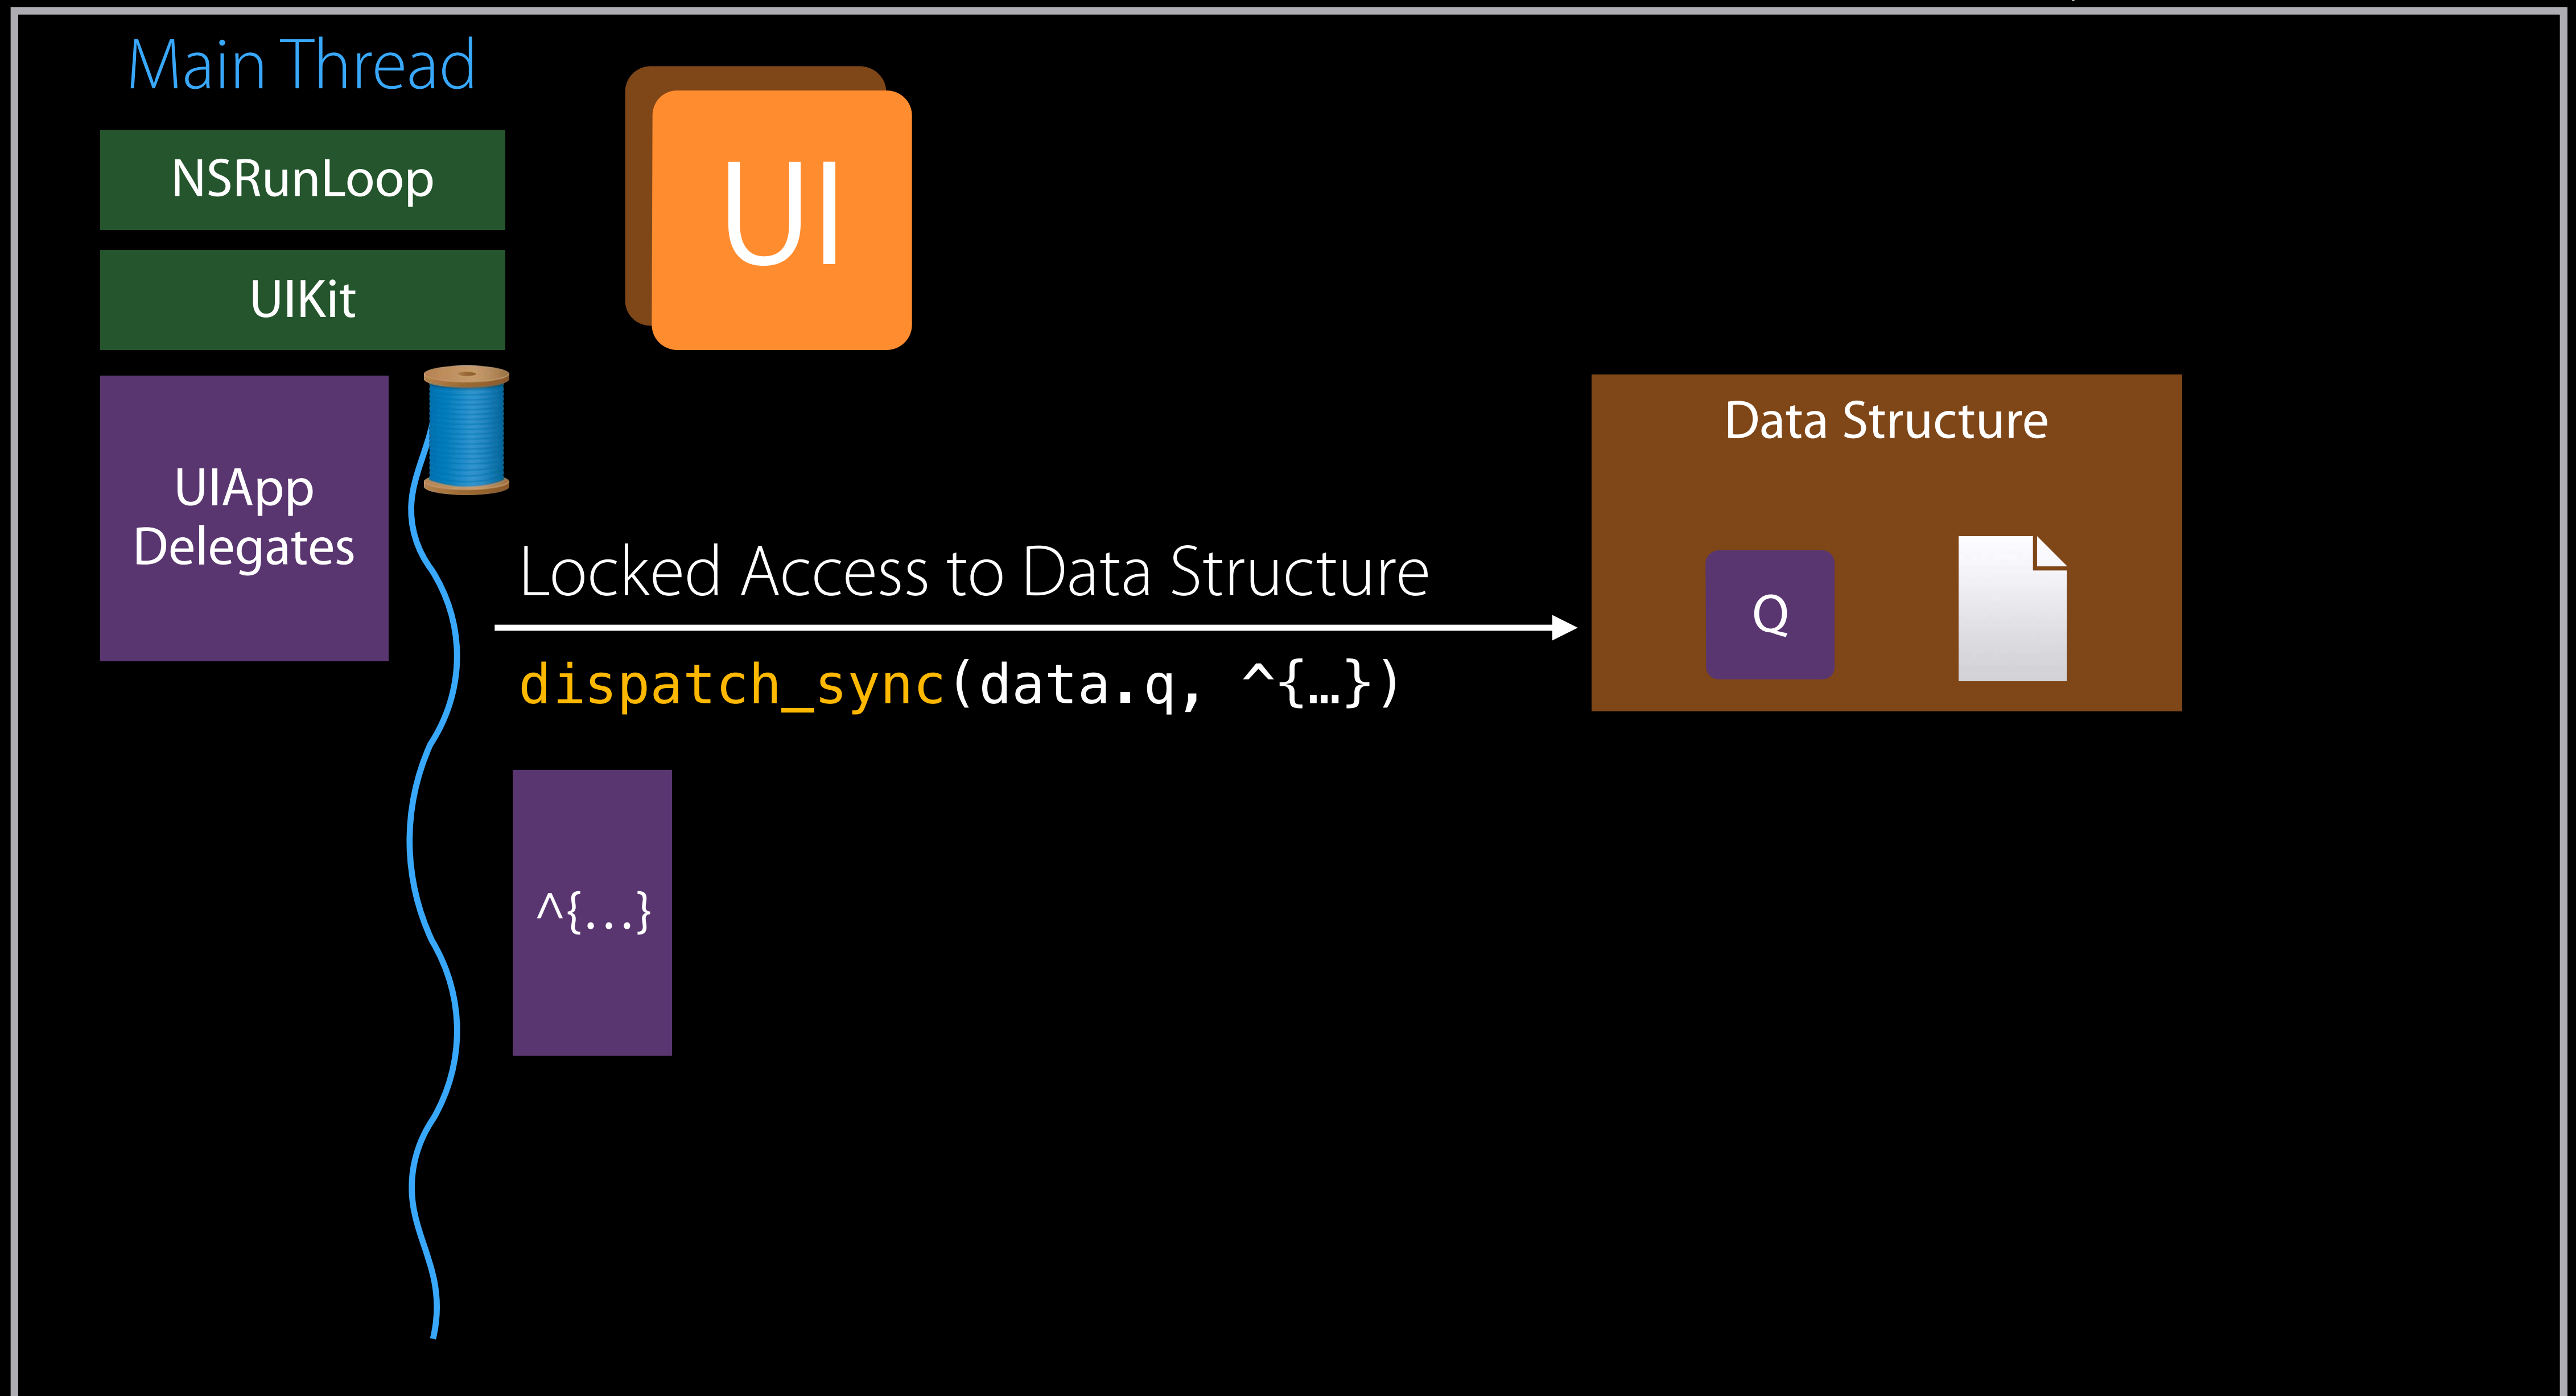 Main Thread
NSRunLoop
UIKit
UI
UIApp
Delegates
Locked Access to Data Structure
dispatch_sync(data.q, ^{…})
Data Structure
Q
^{…}